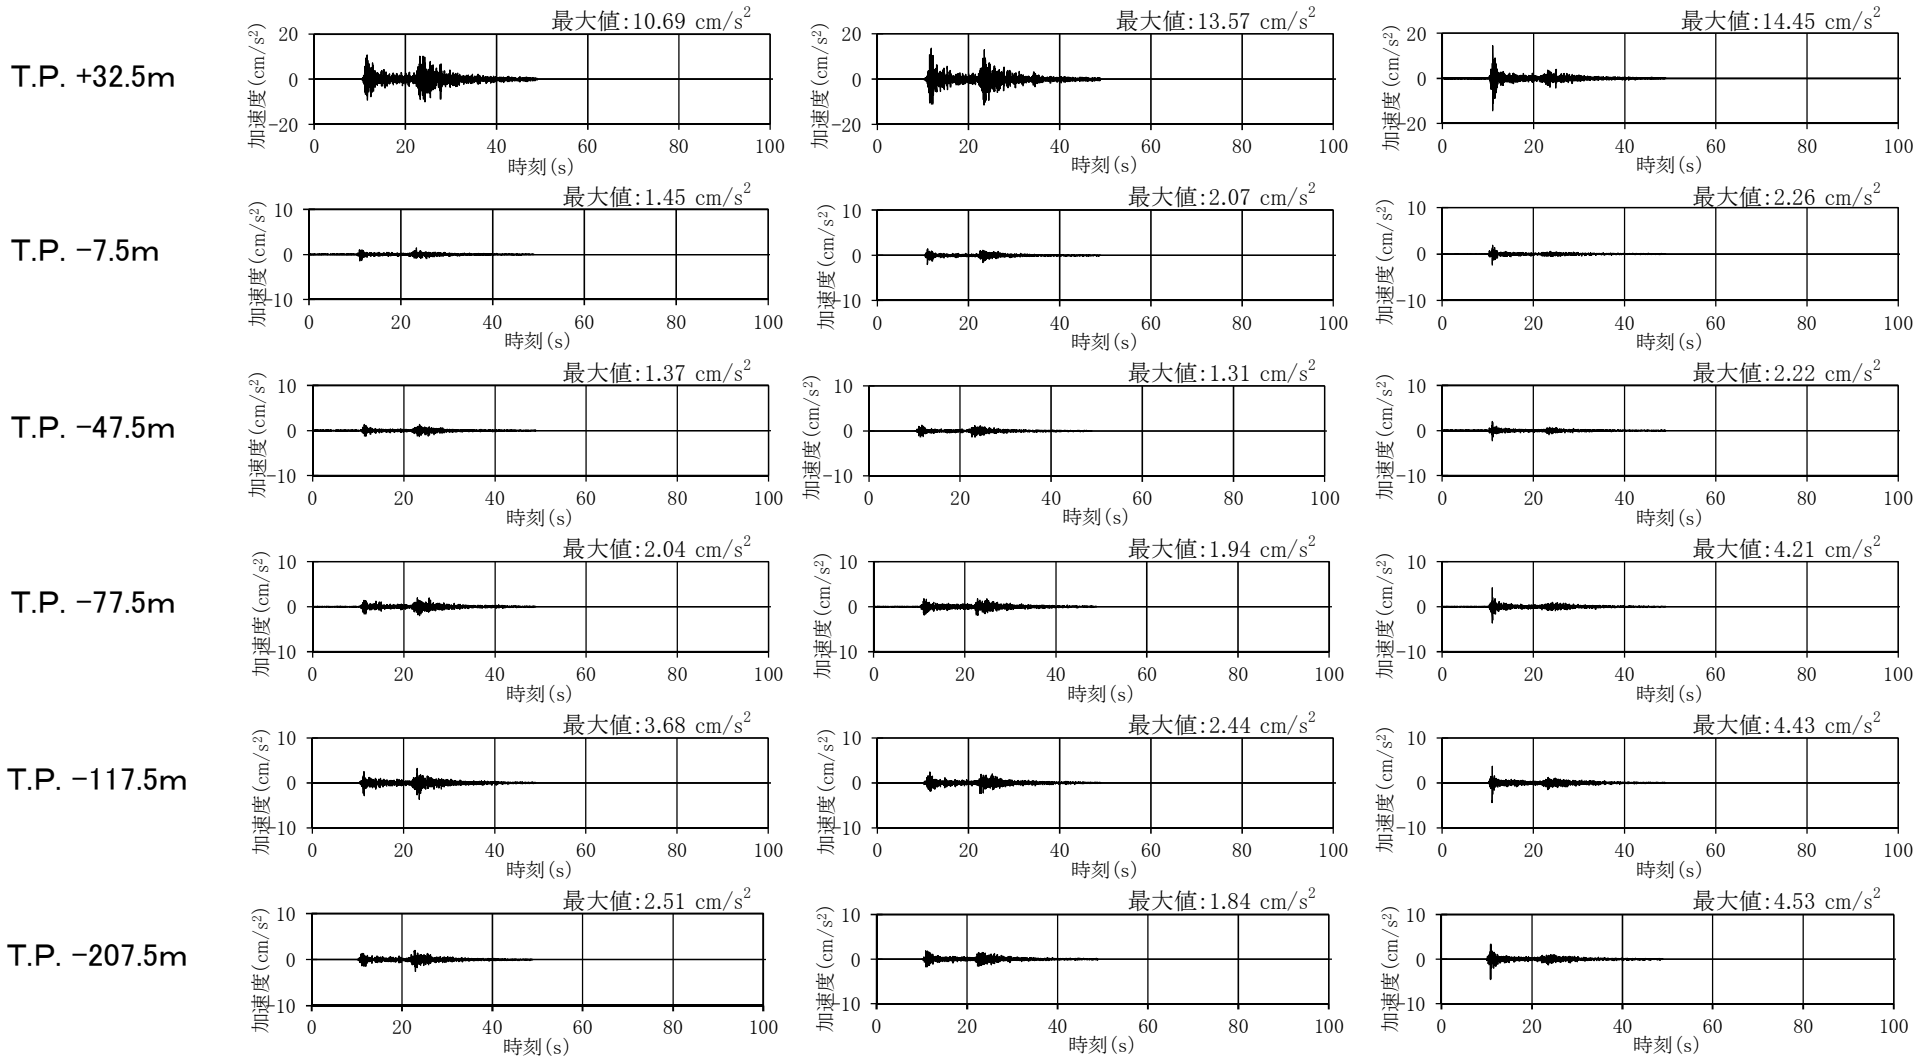 最大値:10.69 cm/s²
最大値:13.57 cm/s²
最大値:14.45 cm/s²
T.P. +32.5m
加速度(cm/s²)
20
0
-20
0 20 40 60 80 100
時刻(s)
加速度(cm/s²)
20
0
-20
0 20 40 60 80 100
時刻(s)
加速度(cm/s²)
20
0
-20
0 20 40 60 80 100
時刻(s)
最大値:1.45 cm/s²
最大値:2.07 cm/s²
最大値:2.26 cm/s²
T.P. -7.5m
加速度(cm/s²)
10
0
-10
0 20 40 60 80 100
時刻(s)
加速度(cm/s²)
10
0
-10
0 20 40 60 80 100
時刻(s)
加速度(cm/s²)
10
0
-10
0 20 40 60 80 100
時刻(s)
最大値:1.37 cm/s²
最大値:1.31 cm/s²
最大値:2.22 cm/s²
T.P. -47.5m
加速度(cm/s²)
10
0
-10
0 20 40 60 80 100
時刻(s)
加速度(cm/s²)
10
0
-10
0 20 40 60 80 100
時刻(s)
加速度(cm/s²)
10
0
-10
0 20 40 60 80 100
時刻(s)
最大値:2.04 cm/s²
最大値:1.94 cm/s²
最大値:4.21 cm/s²
T.P. -77.5m
加速度(cm/s²)
10
0
-10
0 20 40 60 80 100
時刻(s)
加速度(cm/s²)
10
0
-10
0 20 40 60 80 100
時刻(s)
加速度(cm/s²)
10
0
-10
0 20 40 60 80 100
時刻(s)
最大値:3.68 cm/s²
最大値:2.44 cm/s²
最大値:4.43 cm/s²
T.P. -117.5m
加速度(cm/s²)
10
0
-10
0 20 40 60 80 100
時刻(s)
加速度(cm/s²)
10
0
-10
0 20 40 60 80 100
時刻(s)
加速度(cm/s²)
10
0
-10
0 20 40 60 80 100
時刻(s)
最大値:2.51 cm/s²
最大値:1.84 cm/s²
最大値:4.53 cm/s²
T.P. -207.5m
加速度(cm/s²)
10
0
-10
0 20 40 60 80 100
時刻(s)
加速度(cm/s²)
10
0
-10
0 20 40 60 80 100
時刻(s)
加速度(cm/s²)
10
0
-10
0 20 40 60 80 100
時刻(s)